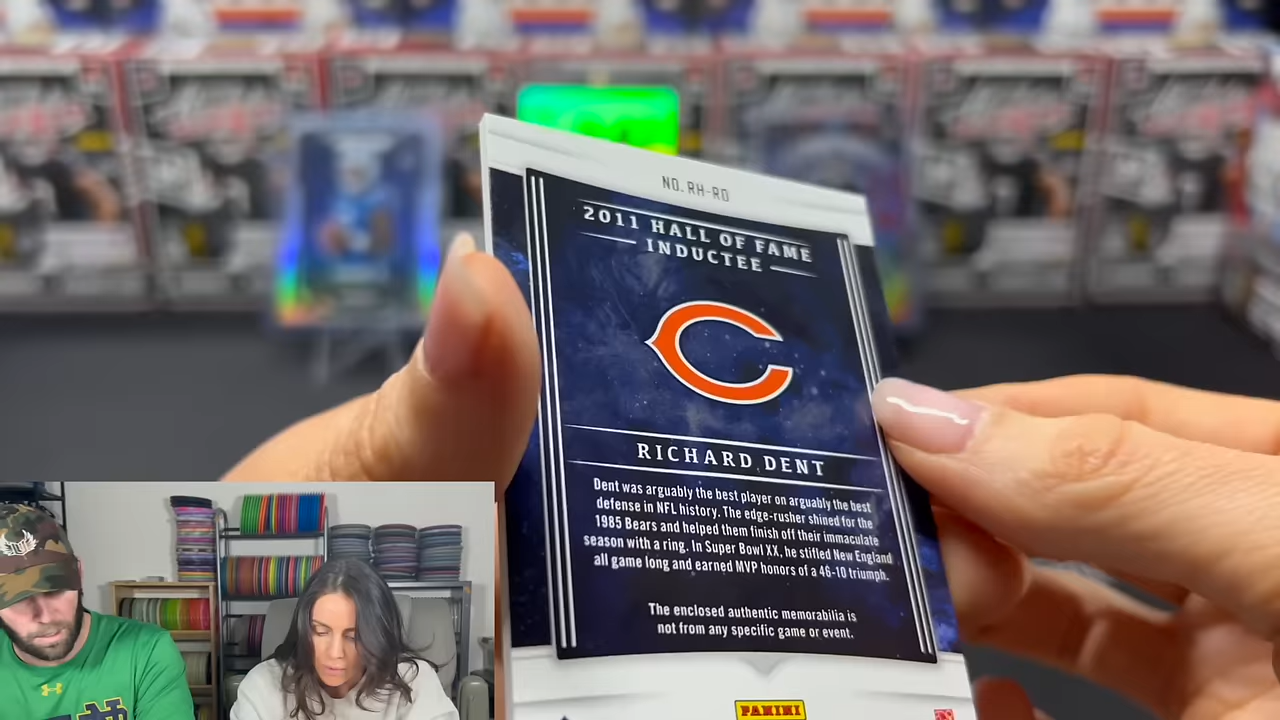 NO. RH-RD
2011 HALL OF FAME
INDUCTEE
RICHARD DENT
Dent was arguably the best player on arguably the best
defense in NFL history. The edge-rusher shined for the
1985 Bears and helped them finish off their immaculate
season with a ring. In Super Bowl XX, he stifled New England
all game long and earned MVP honors of a 46-10 triumph.
The enclosed authentic memorabilia is
not from any specific game or event.
PANINI